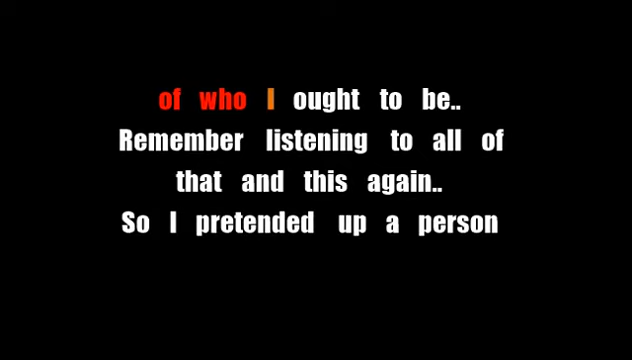 of who I ought to be..
Remember listening to all of
that and this again..
So I pretended up a person